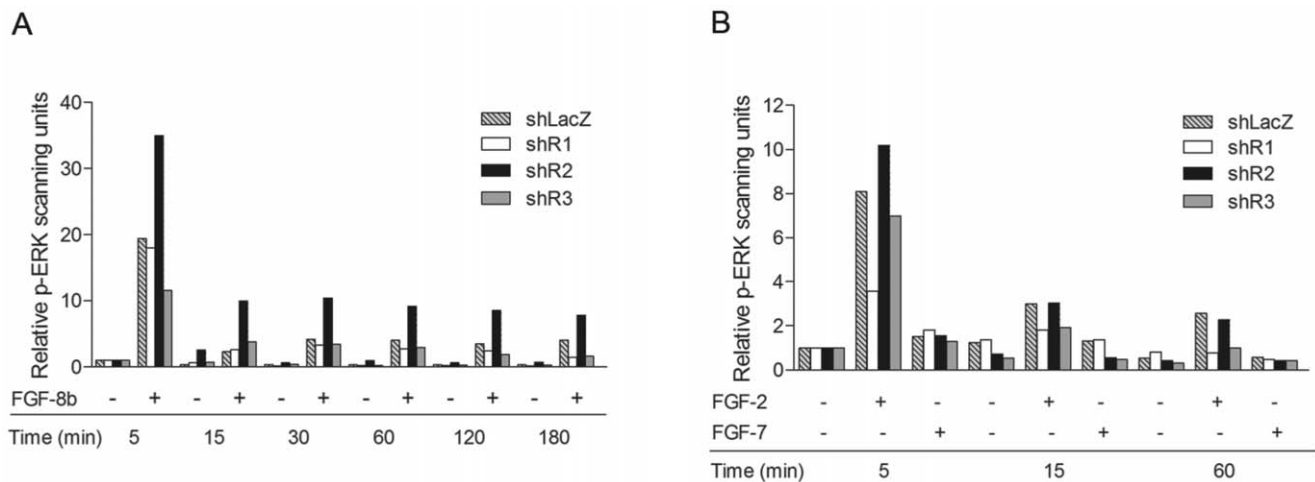 A
Relative p-ERK scanning units
40
30
20
10
0
shLacZ
shR1
shR2
shR3
FGF-8b - + - + - + - + - + - +
Time (min) 5 15 30 60 120 180
B
Relative p-ERK scanning units
12
10
8
6
4
2
0
shLacZ
shR1
shR2
shR3
FGF-2 - + - - + - - + -
FGF-7 - - + - - + - - +
Time (min) 5 15 60